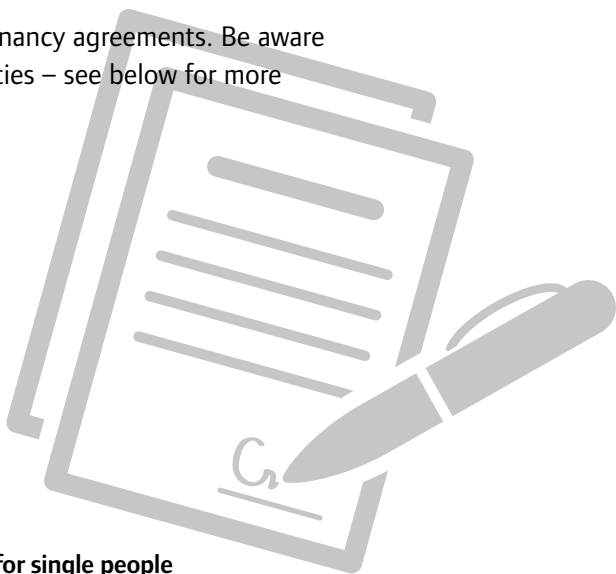 nancy agreements. Be aware
ties – see below for more
for single people